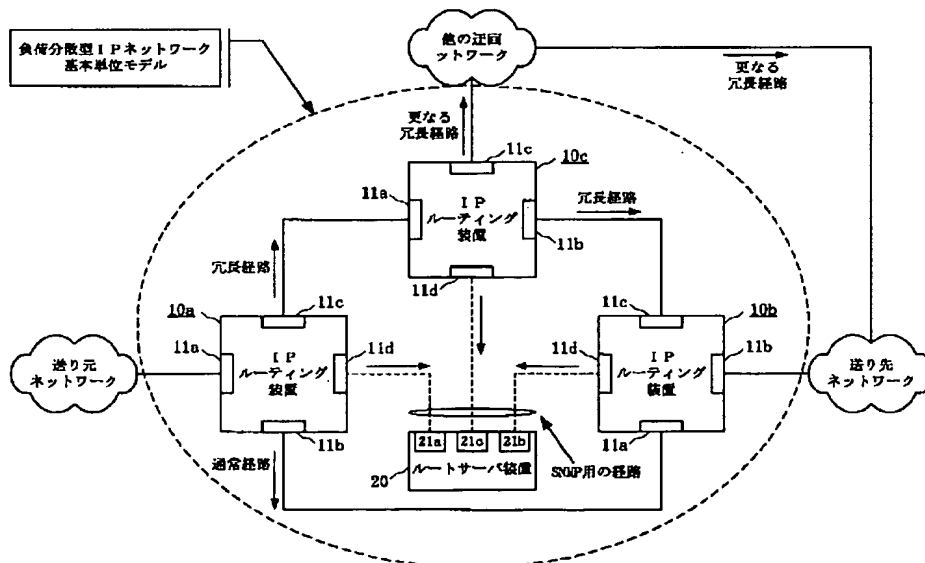 負荷分散型IPネットワーク
基本単位モデル
他の迂回
ットワーク
更なる
冗長経路
更なる
冗長経路
11c
10c
11a
IP
ルーティング
装置
冗長経路
11b
11d
冗長経路
10a
11c
11c
10b
送り元
ネットワーク
11a
IP
ルーティング
装置
11d
11d
IP
ルーティング
装置
11b
送り先
ネットワーク
11b
11a
通常経路
21a
21c
21b
20
ルートサーバ装置
SNMP用の経路